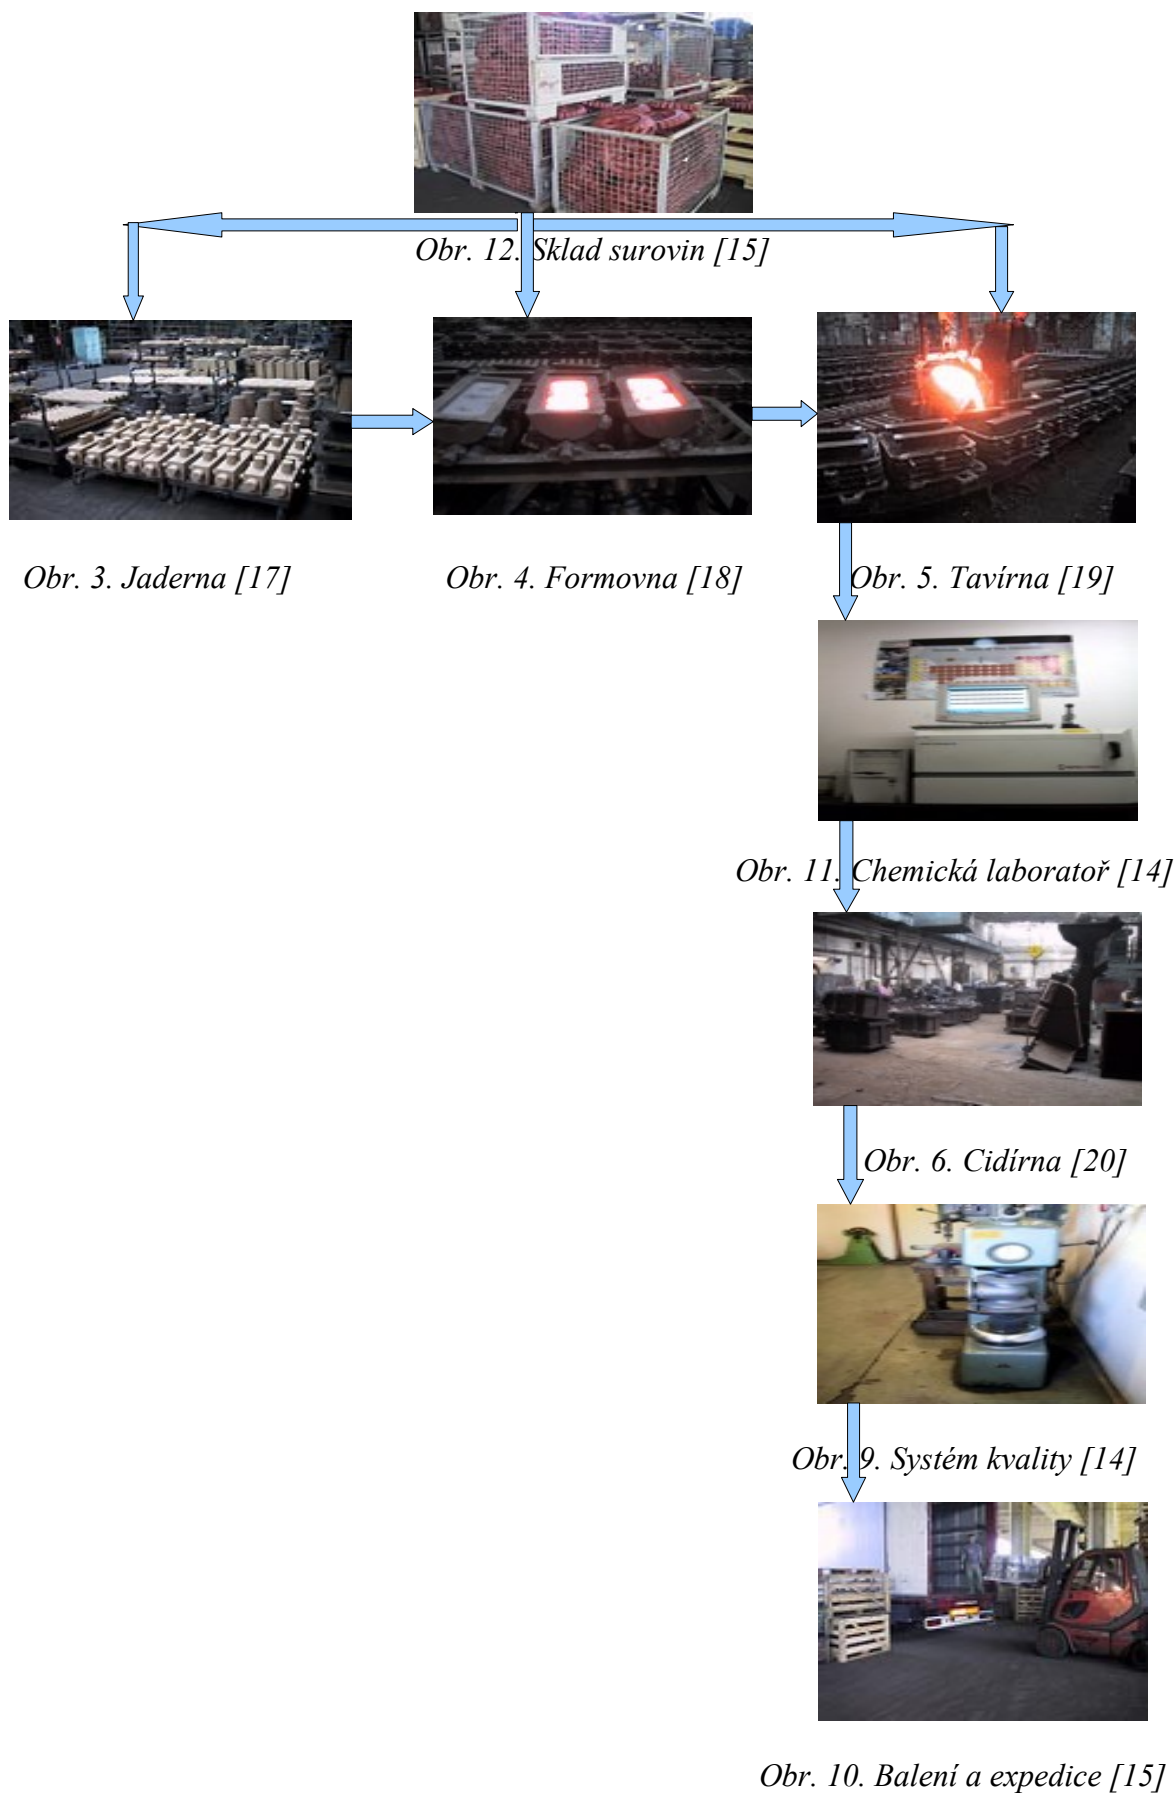 Obr. 12. Sklad surovin [15]
Obr. 3. Jaderna [17]
Obr. 4. Formovna [18]
Obr. 5. Tavírna [19]
Obr. 11. Chemická laboratoř [14]
Obr. 6. Cidírna [20]
Obr. 9. Systém kvality [14]
Obr. 10. Balení a expedice [15]